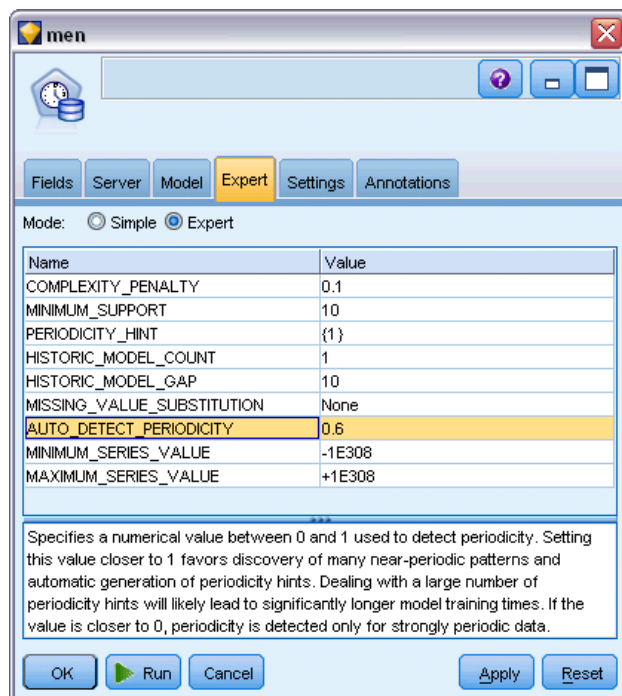 men
Fields Server Model Expert Settings Annotations
Mode: Simple Expert
Name Value
COMPLEXITY_PENALTY 0.1
MINIMUM_SUPPORT 10
PERIODICITY_HINT {1}
HISTORIC_MODEL_COUNT 1
HISTORIC_MODEL_GAP 10
MISSING_VALUE_SUBSTITUTION None
AUTO_DETECT_PERIODICITY 0.6
MINIMUM_SERIES_VALUE -1E308
MAXIMUM_SERIES_VALUE +1E308
Specifies a numerical value between 0 and 1 used to detect periodicity. Setting
this value closer to 1 favors discovery of many near-periodic patterns and
automatic generation of periodicity hints. Dealing with a large number of
periodicity hints will likely lead to significantly longer model training times. If the
value is closer to 0, periodicity is detected only for strongly periodic data.
OK Run Cancel Apply Reset